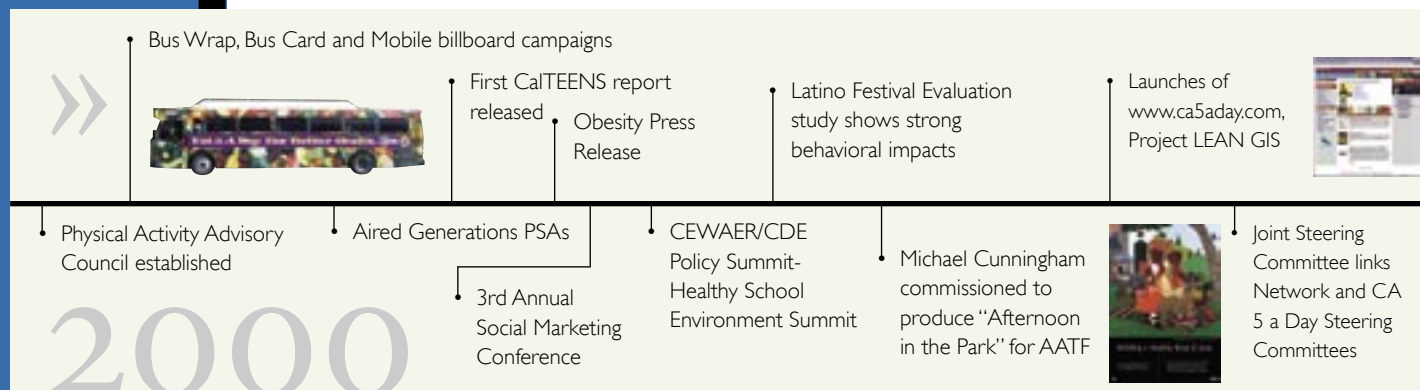 »
Bus Wrap, Bus Card and Mobile billboard campaigns
First CalTEENS report
released
Obesity Press
Release
Latino Festival Evaluation
study shows strong
behavioral impacts
Launches of
www.ca5aday.com,
Project LEAN GIS
Physical Activity Advisory
Council established
Aired Generations PSAs
3rd Annual
Social Marketing
Conference
CEWAER/CDE
Policy Summit-
Healthy School
Environment Summit
Michael Cunningham
commissioned to
produce “Afternoon
in the Park” for AATF
Joint Steering
Committee links
Network and CA
5 a Day Steering
Committees
2000